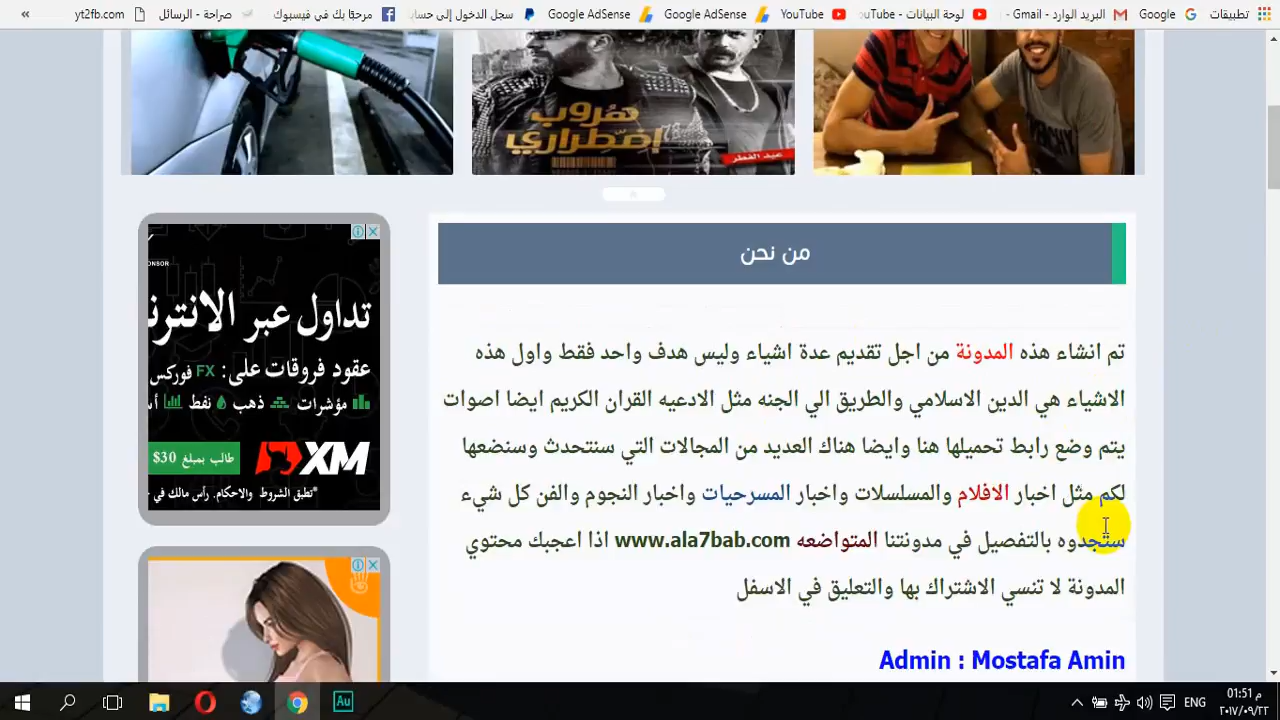 تطبيقات
Google
البريد الوارد - Gmail
لوحة البيانات - YouTube
YouTube
Google AdSense
Google AdSense
سجل الدخول إلى
مرحبًا بك في فيسبوك
صراحة - الرسائل
yt2fb.com
»
هروب
اضطراري
عيد الفطر
من نحن
تم انشاء هذه المدونة من اجل تقديم عدة اشياء وليس هدف واحد فقط واول هذه
الاشياء هي الدين الاسلامي والطريق الي الجنه مثل الادعيه القران الكريم ايضا اصوات
يتم وضع رابط تحميلها هنا وايضا هناك العديد من المجالات التي سنتحدث وسنضعها
لكم مثل اخبار الافلام والمسلسلات واخبار المسرحيات واخبار النجوم والفن كل شيء
ستجدوه بالتفصيل في مدونتنا المتواضعه www.ala7bab.com اذا اعجبك محتوي
المدونة لا تنسي الاشتراك بها والتعليق في الاسفل
Admin : Mostafa Amin
تداول عبر
عقود فروقات على: FX فوركس
مؤشرات ذهب نفط
XM
طالب بمبلغ 30$
*تطبق الشروط والاحكام. رأس مالك في
Au
ENG
01:51 م
٢٠١٧/٠٩/٢٢